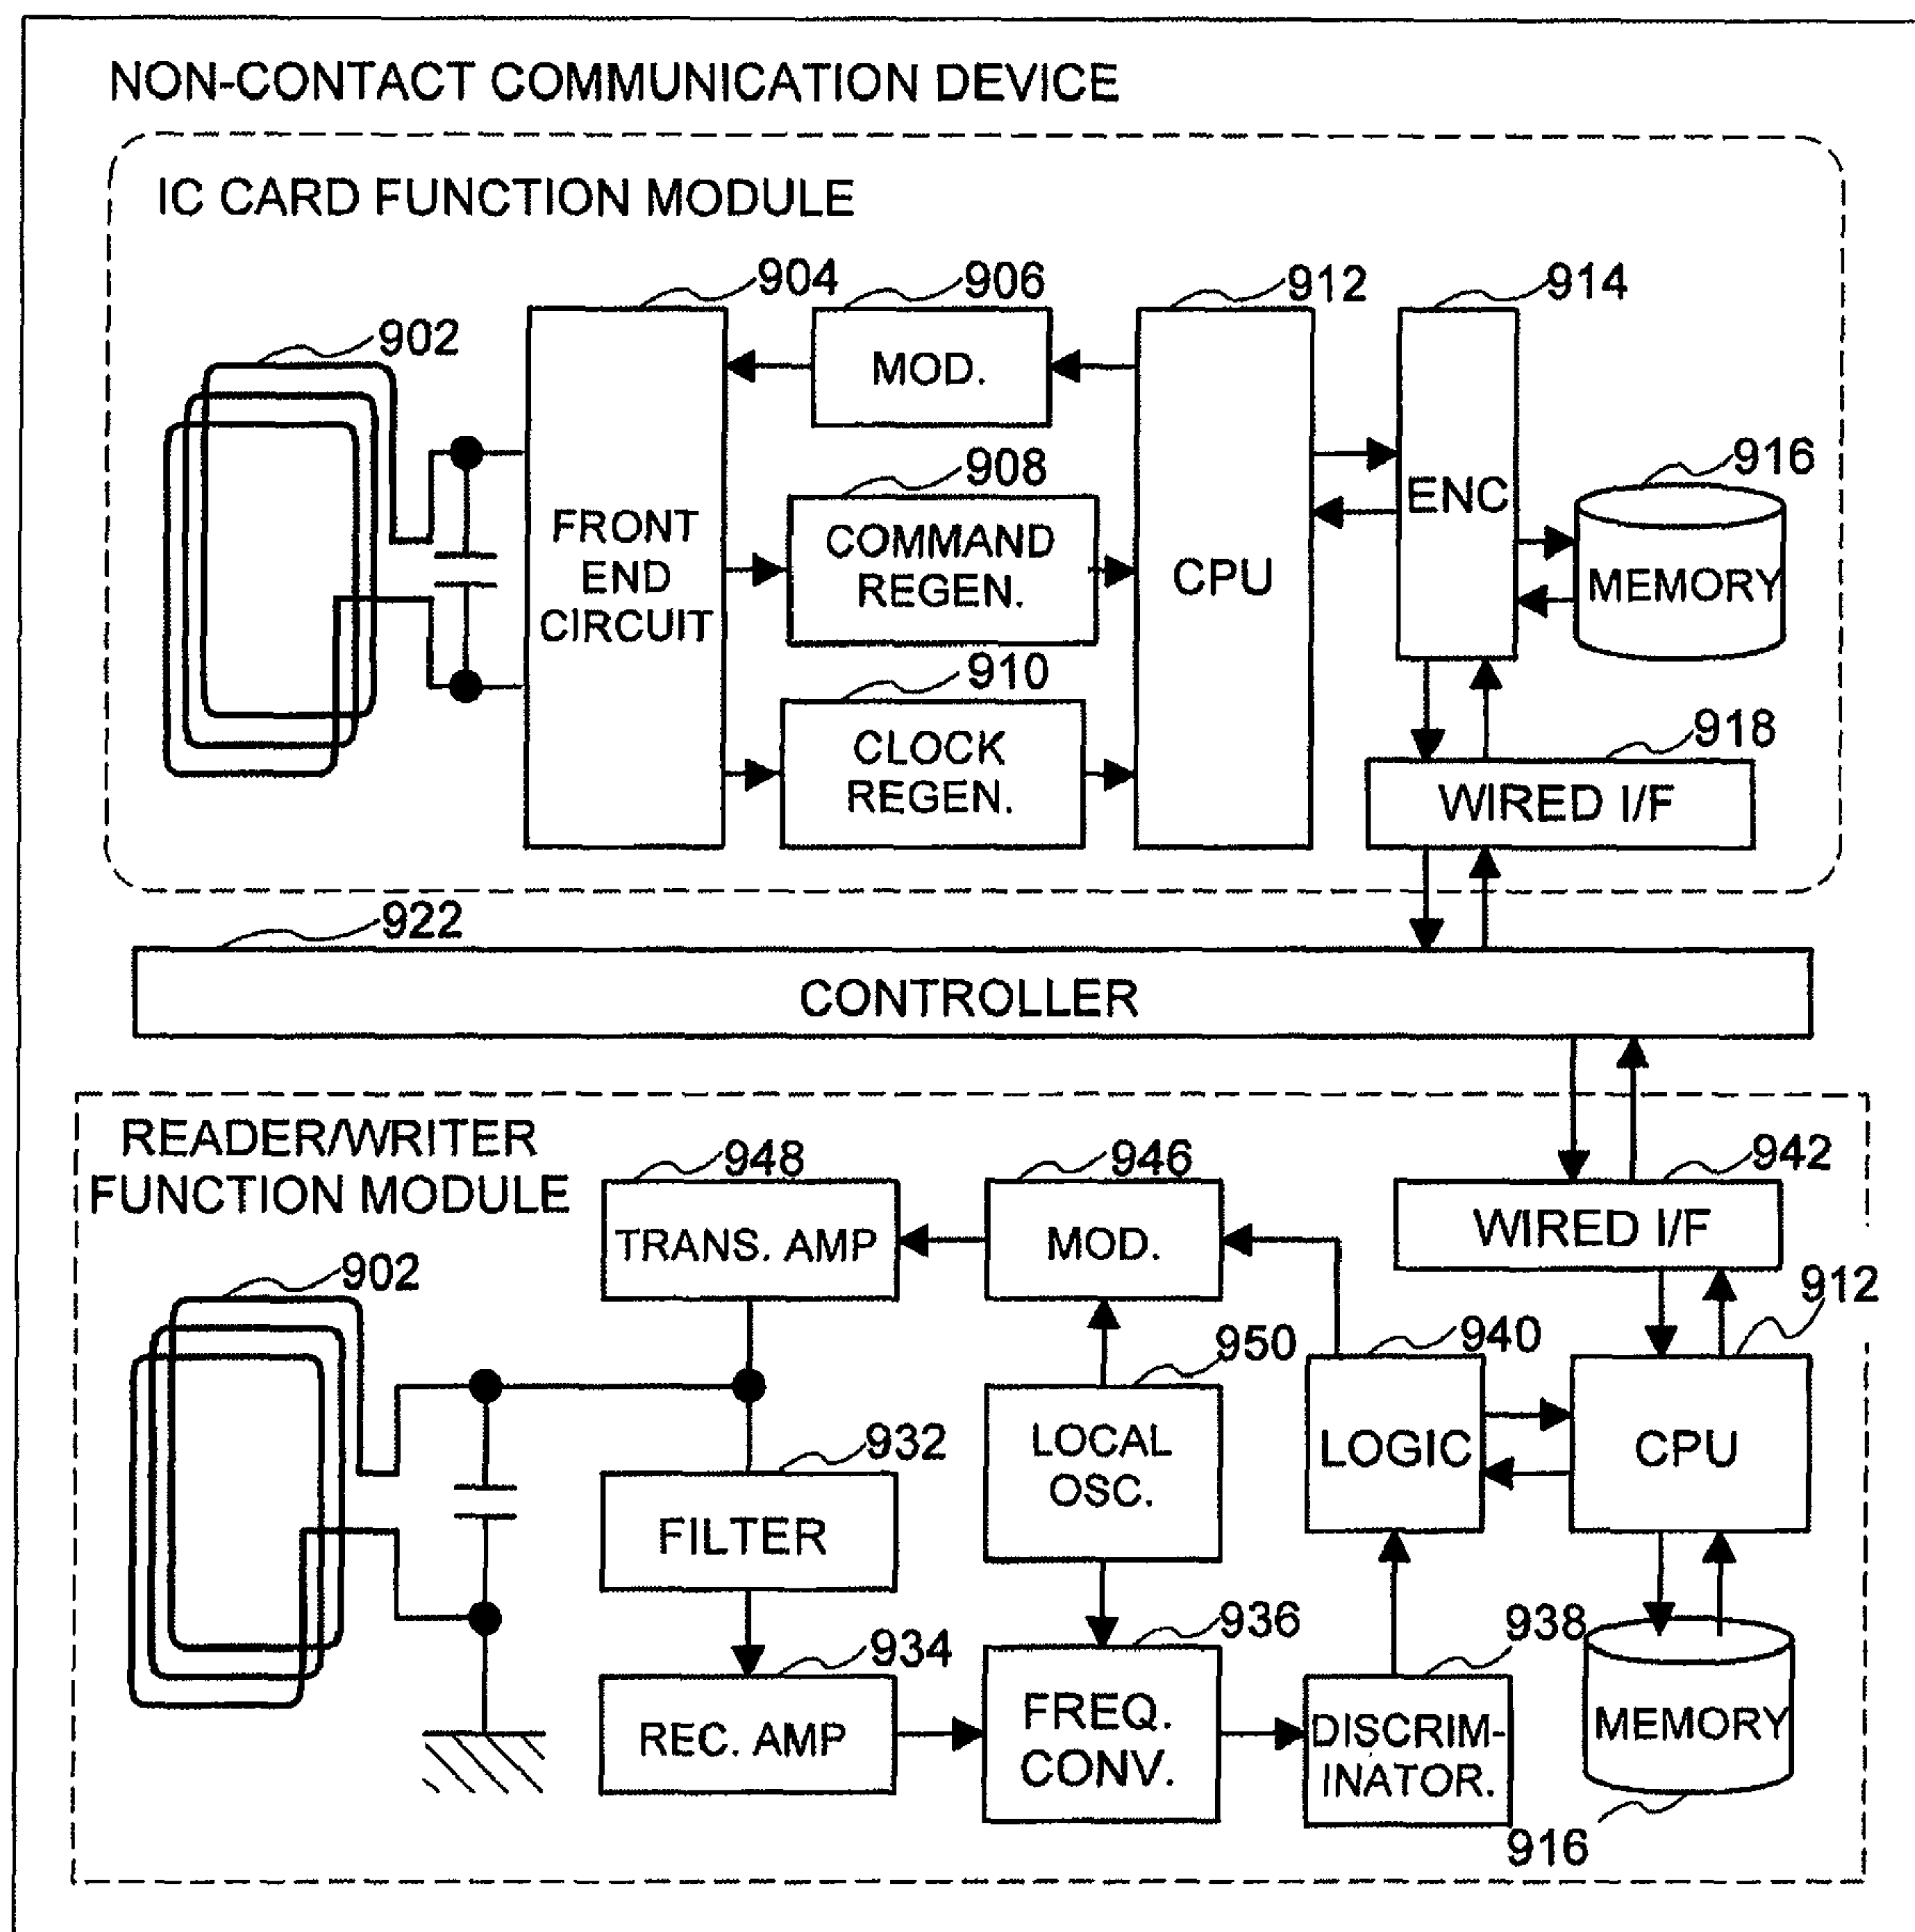 NON-CONTACT COMMUNICATION DEVICE
IC CARD FUNCTION MODULE
904
906
912
914
902
MOD.
908
916
FRONT
END
CIRCUIT
COMMAND
REGEN.
CPU
ENC
MEMORY
910
918
CLOCK
REGEN.
WIRED I/F
922
CONTROLLER
READER/WRITER
FUNCTION MODULE
948
946
942
TRANS. AMP
MOD.
WIRED I/F
902
912
950
940
932
LOCAL
OSC.
LOGIC
CPU
FILTER
936
938
934
REC. AMP
FREQ.
CONV.
DISCRIM-
INATOR.
MEMORY
916